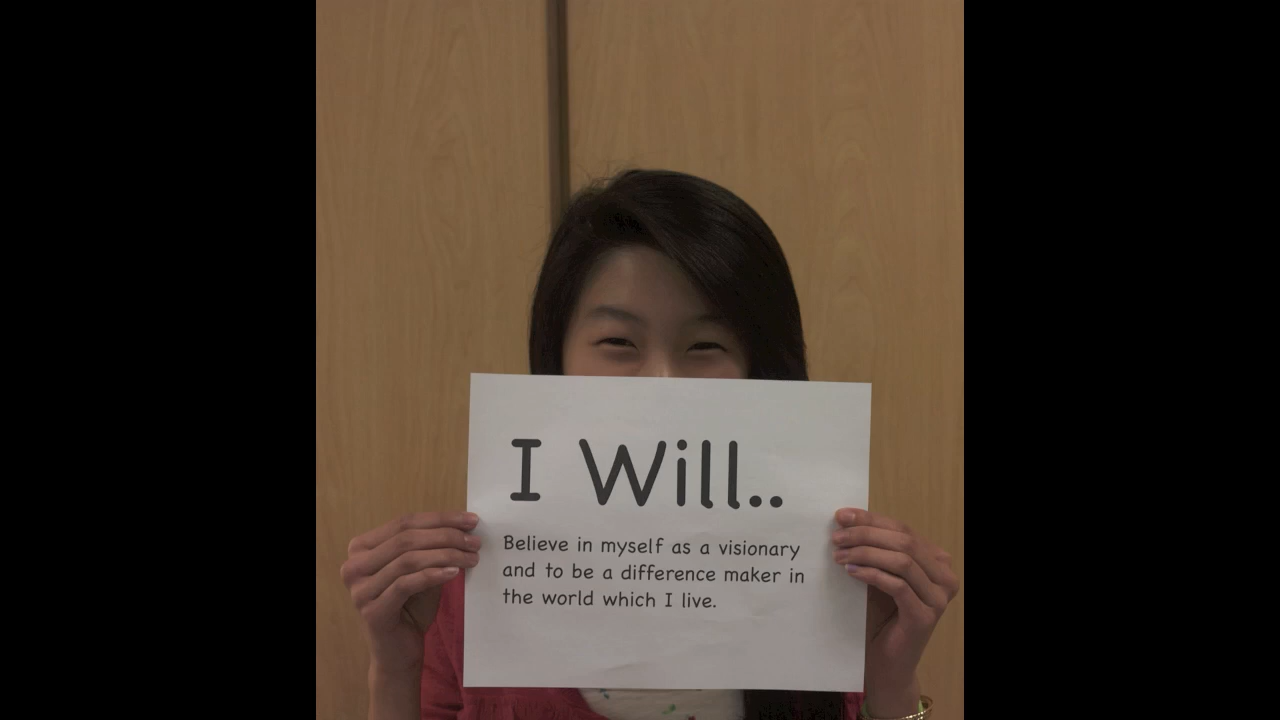 I Will..
Believe in myself as a visionary
and to be a difference maker in
the world which I live.